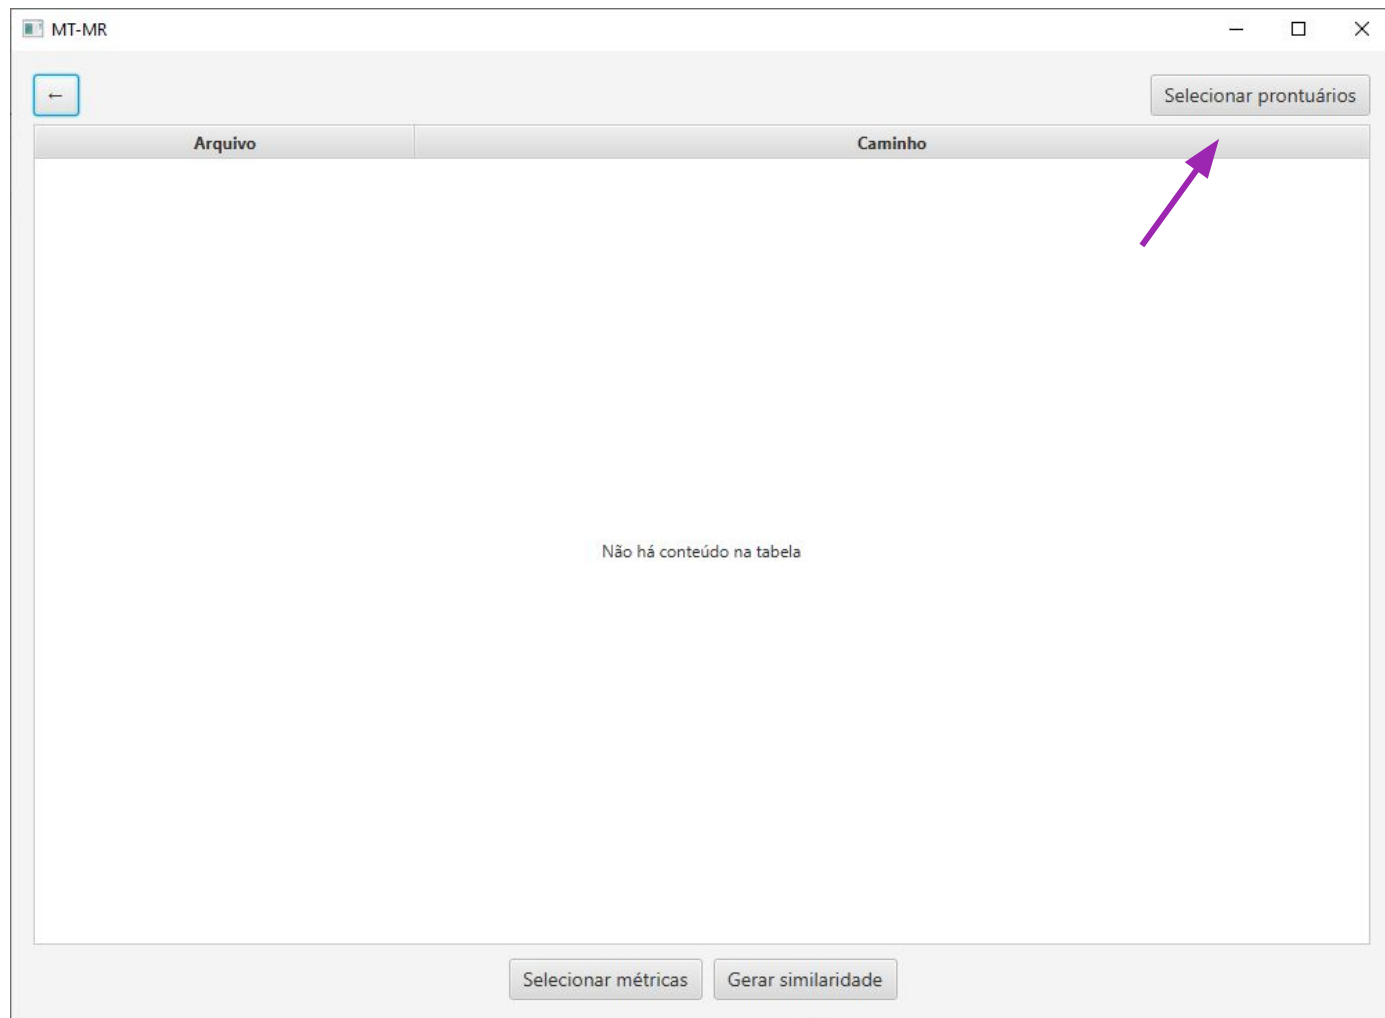 MT-MR
←
Selecionar prontuários
Arquivo
Caminho
Não há conteúdo na tabela
Selecionar métricas
Gerar similaridade